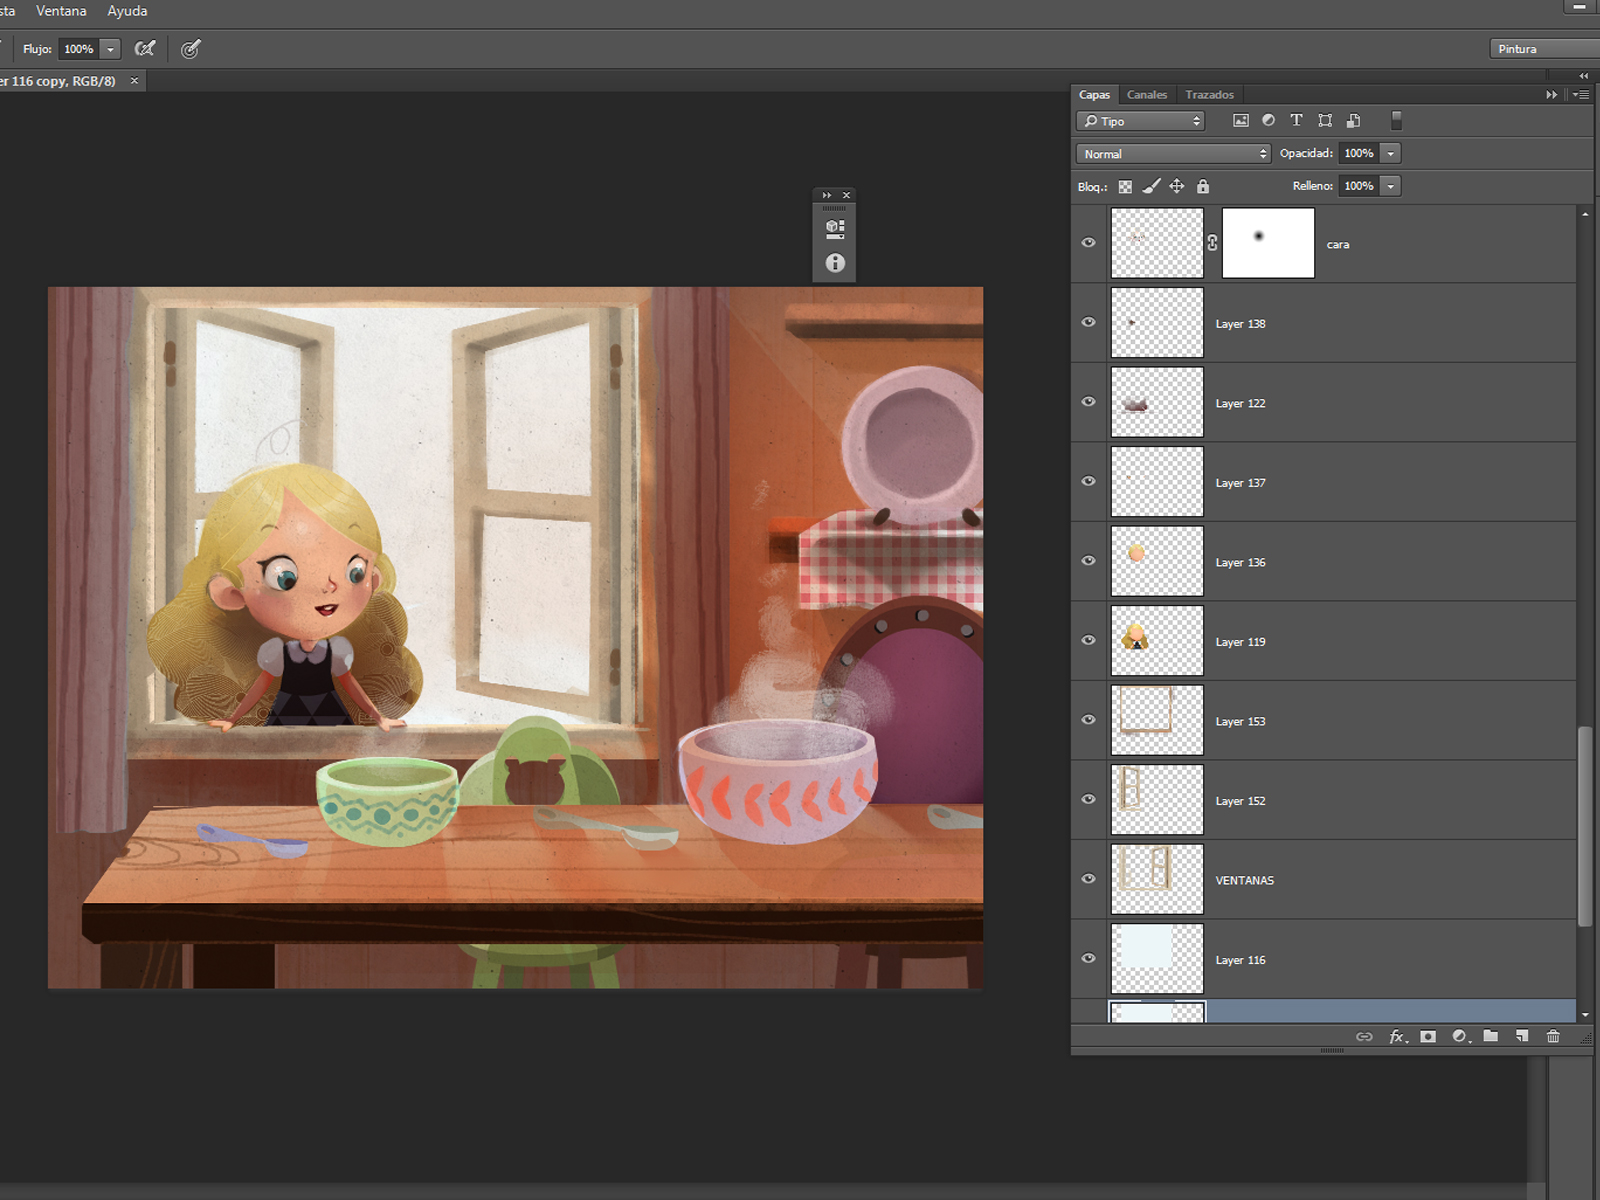 sta Ventana Ayuda
Flujo: 100%
Pintura
er 116 copy, RGB/8) ×
Capas Canales Trazados
Tipo
Normal Opacidad: 100%
Bloq.: Relleno: 100%
cara
Layer 138
Layer 122
Layer 137
Layer 136
Layer 119
Layer 153
Layer 152
VENTANAS
Layer 116
fx